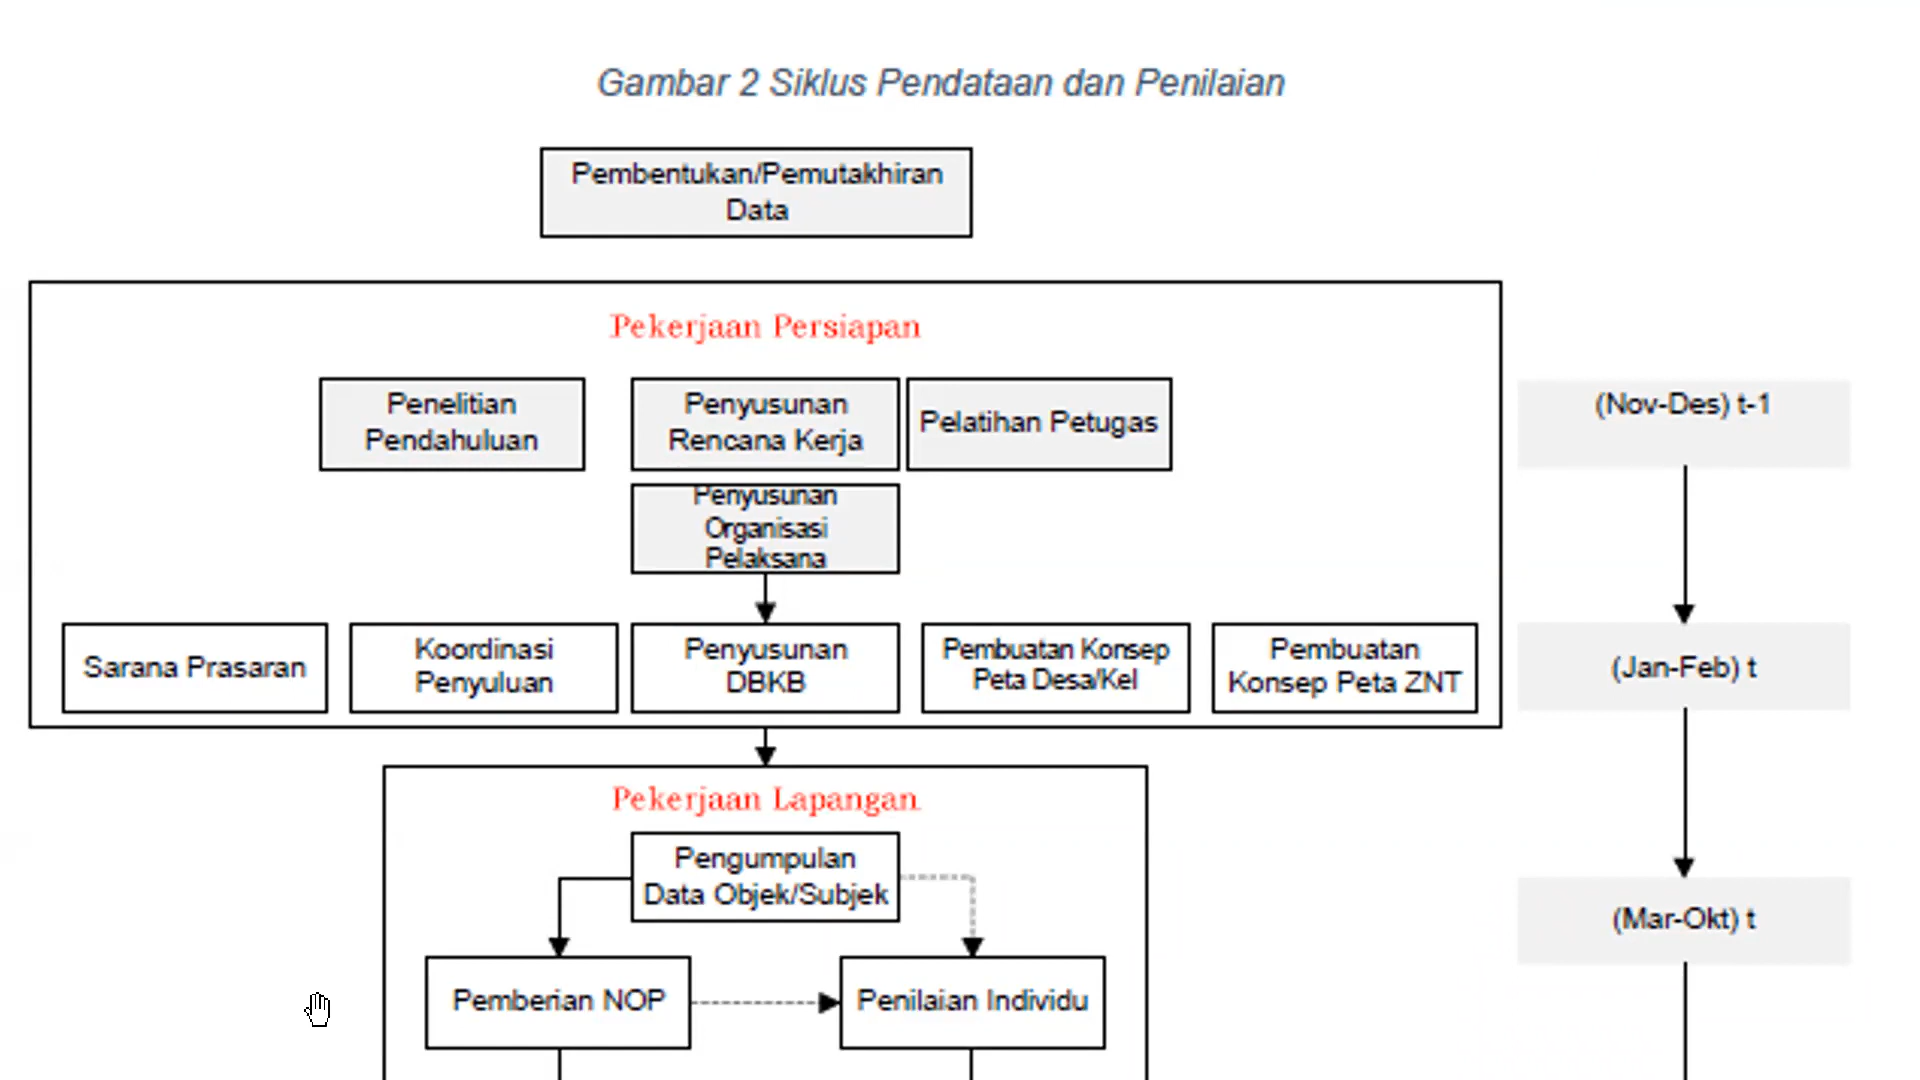 Gambar 2 Siklus Pendataan dan Penilaian
Pembentukan/Pemutakhiran
Data
Pekerjaan Persiapan
Penelitian
Pendahuluan
Penyusunan
Rencana Kerja
Pelatihan Petugas
(Nov-Des) t-1
Penyusunan
Organisasi
Pelaksana
Sarana Prasaran
Koordinasi
Penyuluan
Penyusunan
DBKB
Pembuatan Konsep
Peta Desa/Kel
Pembuatan
Konsep Peta ZNT
(Jan-Feb) t
Pekerjaan Lapangan
Pengumpulan
Data Objek/Subjek
(Mar-Okt) t
Pemberian NOP
Penilaian Individu